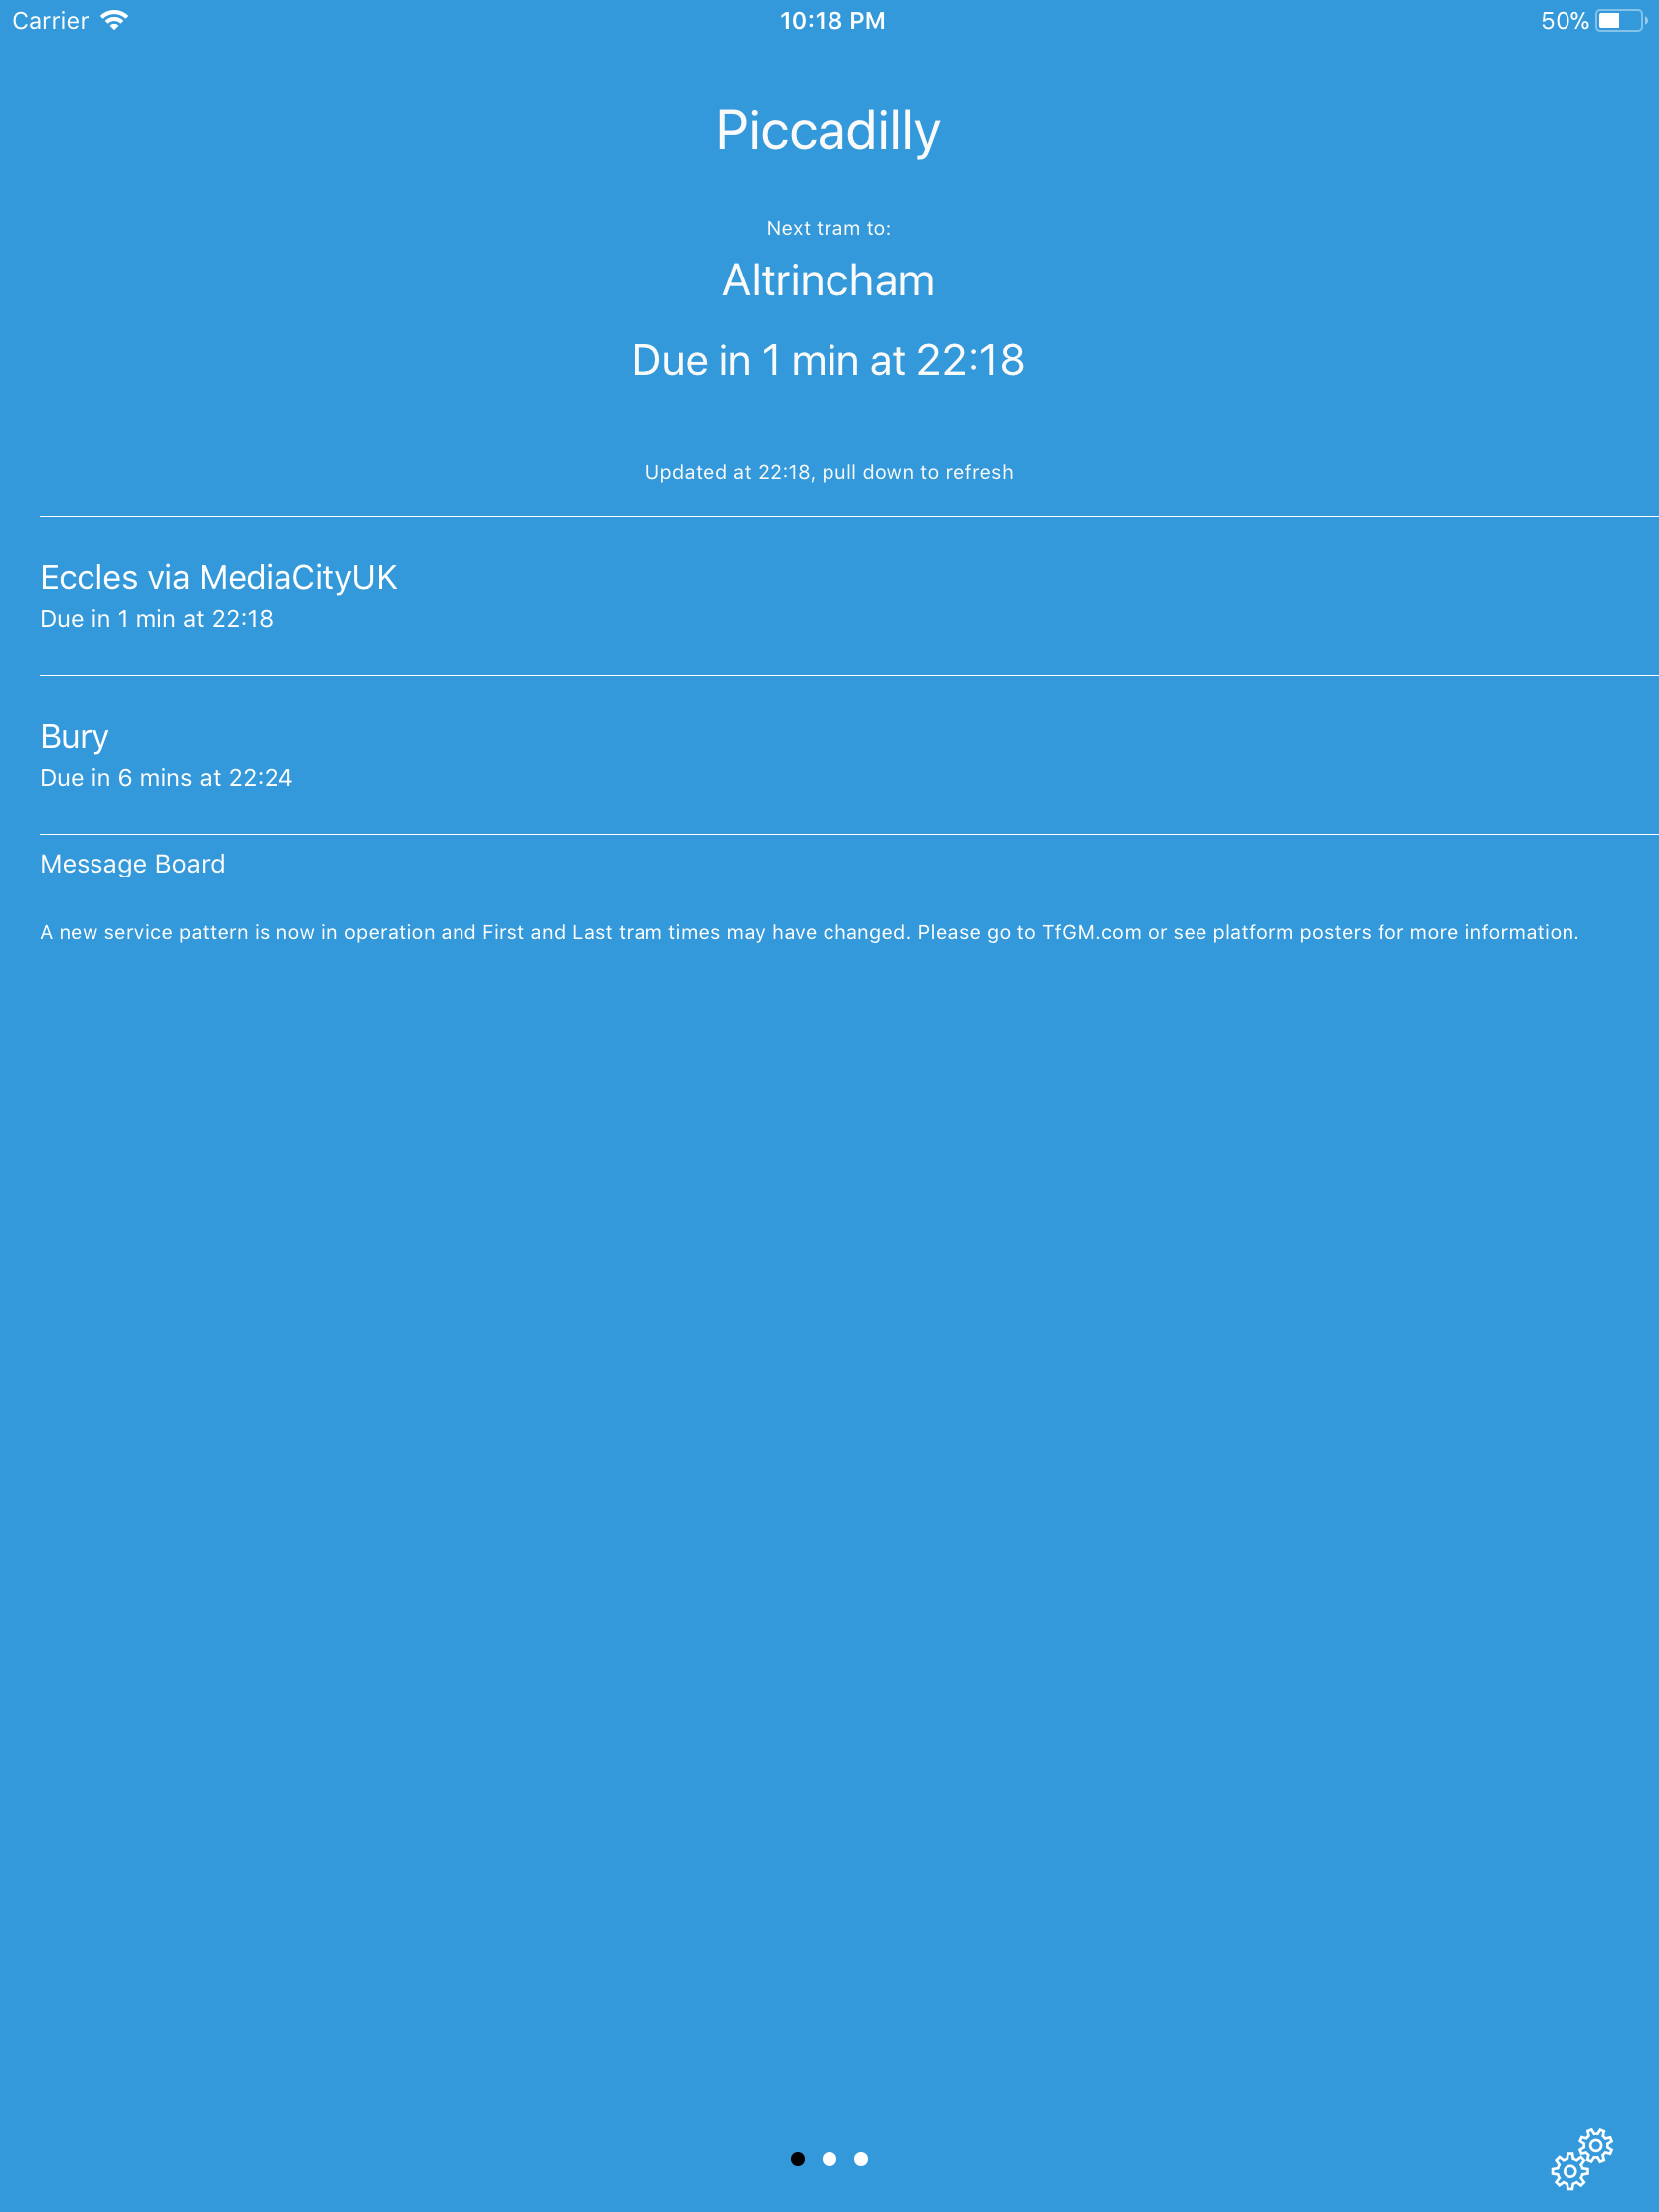 Carrier
10:18 PM
50%
Piccadilly
Next tram to:
Altrincham
Due in 1 min at 22:18
Updated at 22:18, pull down to refresh
Eccles via MediaCityUK
Due in 1 min at 22:18
Bury
Due in 6 mins at 22:24
Message Board
A new service pattern is now in operation and First and Last tram times may have changed. Please go to TfGM.com or see platform posters for more information.